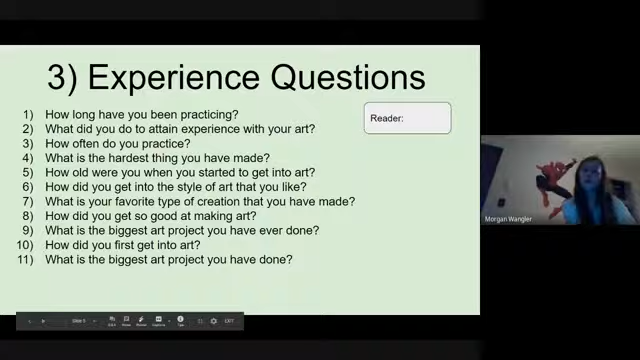 3) Experience Questions
Reader:
1) How long have you been practicing?
2) What did you do to attain experience with your art?
3) How often do you practice?
4) What is the hardest thing you have made?
5) How old were you when you started to get into art?
6) How did you get into the style of art that you like?
7) What is your favorite type of creation that you have made?
8) How did you get so good at making art?
9) What is the biggest art project you have ever done?
10) How did you first get into art?
11) What is the biggest art project you have done?
Morgan Wangler
Slide 5
EXIT